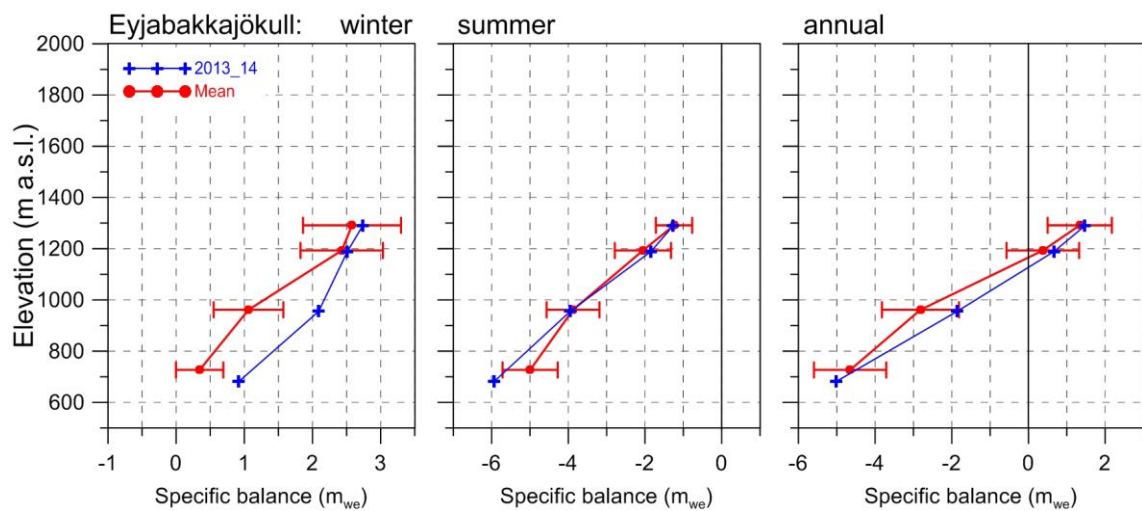 Eyjabakkajökull: winter
summer
annual
2013_14
Mean
Elevation (m a.s.l.)
2000
1800
1600
1400
1200
1000
800
600
-1 0 1 2 3
-6 -4 -2 0
-6 -4 -2 0 2
Specific balance (mwe)
Specific balance (mwe)
Specific balance (mwe)